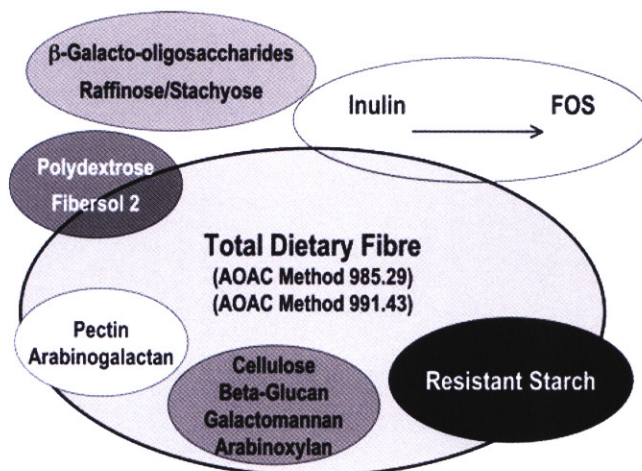 β-Galacto-oligosaccharides
Raffinose/Stachyose
Inulin FOS
Polydextrose
Fibersol 2
Total Dietary Fibre
(AOAC Method 985.29)
(AOAC Method 991.43)
Pectin
Arabinogalactan
Cellulose
Beta-Glucan
Galactomannan
Arabinoxylan
Resistant Starch